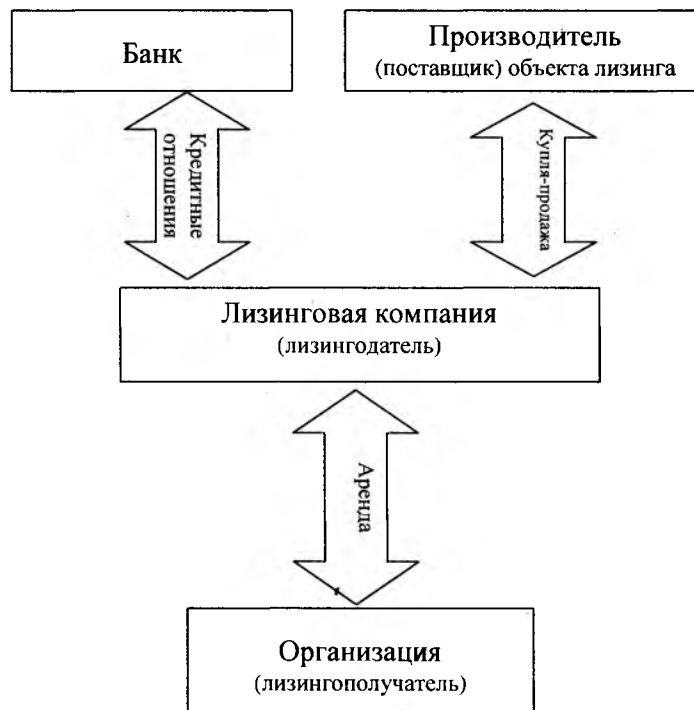 Банк
Производитель
(поставщик) объекта лизинга
Кредитные
отношения
Купля-продажа
Лизинговая компания
(лизингодатель)
Аренда
Организация
(лизингополучатель)